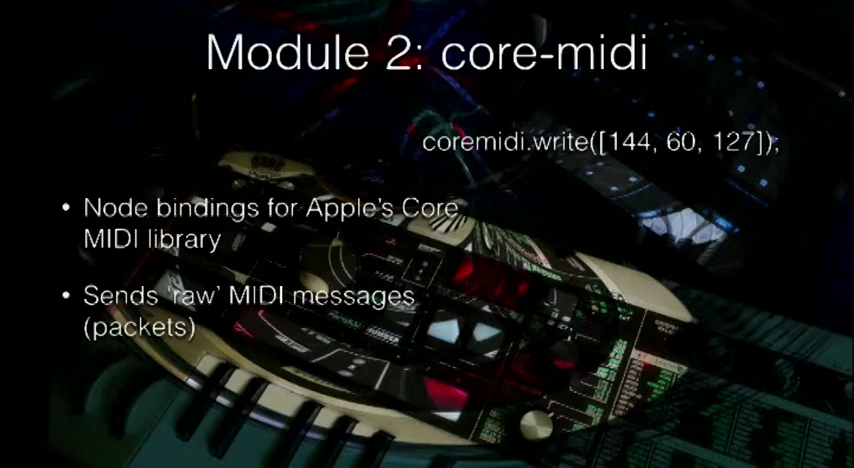 Module 2: core-midi
coremidi.write([144, 60, 127]);
• Node bindings for Apple's Core
MIDI library
• Sends 'raw' MIDI messages
(packets)